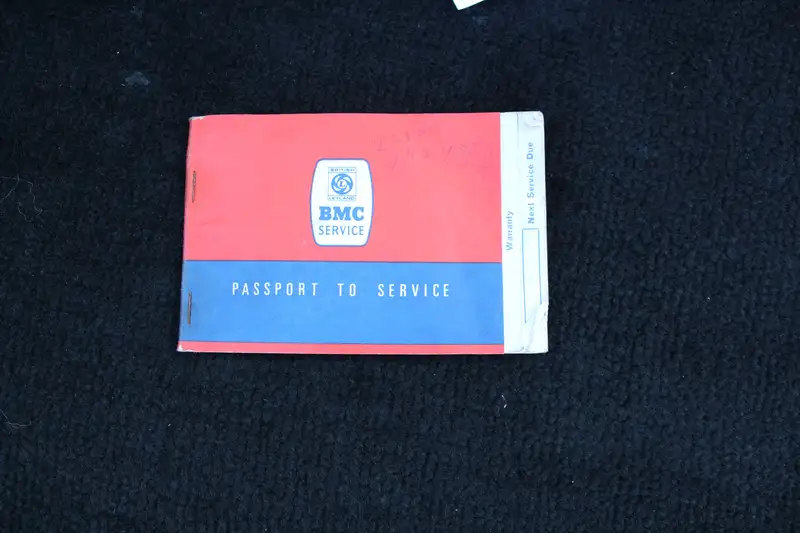 BRITISH
L
LEYLAND
BMC
SERVICE
PASSPORT TO SERVICE
Warranty
Next Service Due